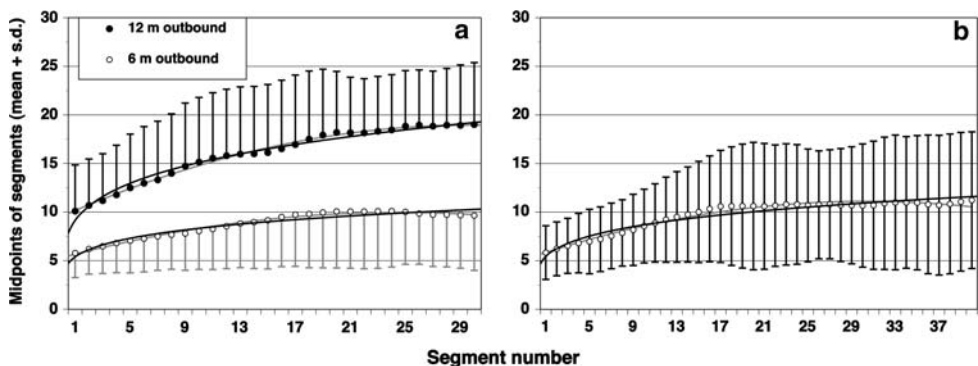 12 m outbound
6 m outbound
a
b
Midpoints of segments (mean + s.d.)
30
25
20
15
10
5
0
1 5 9 13 17 21 25 29
30
25
20
15
10
5
0
1 5 9 13 17 21 25 29 33 37
Segment number